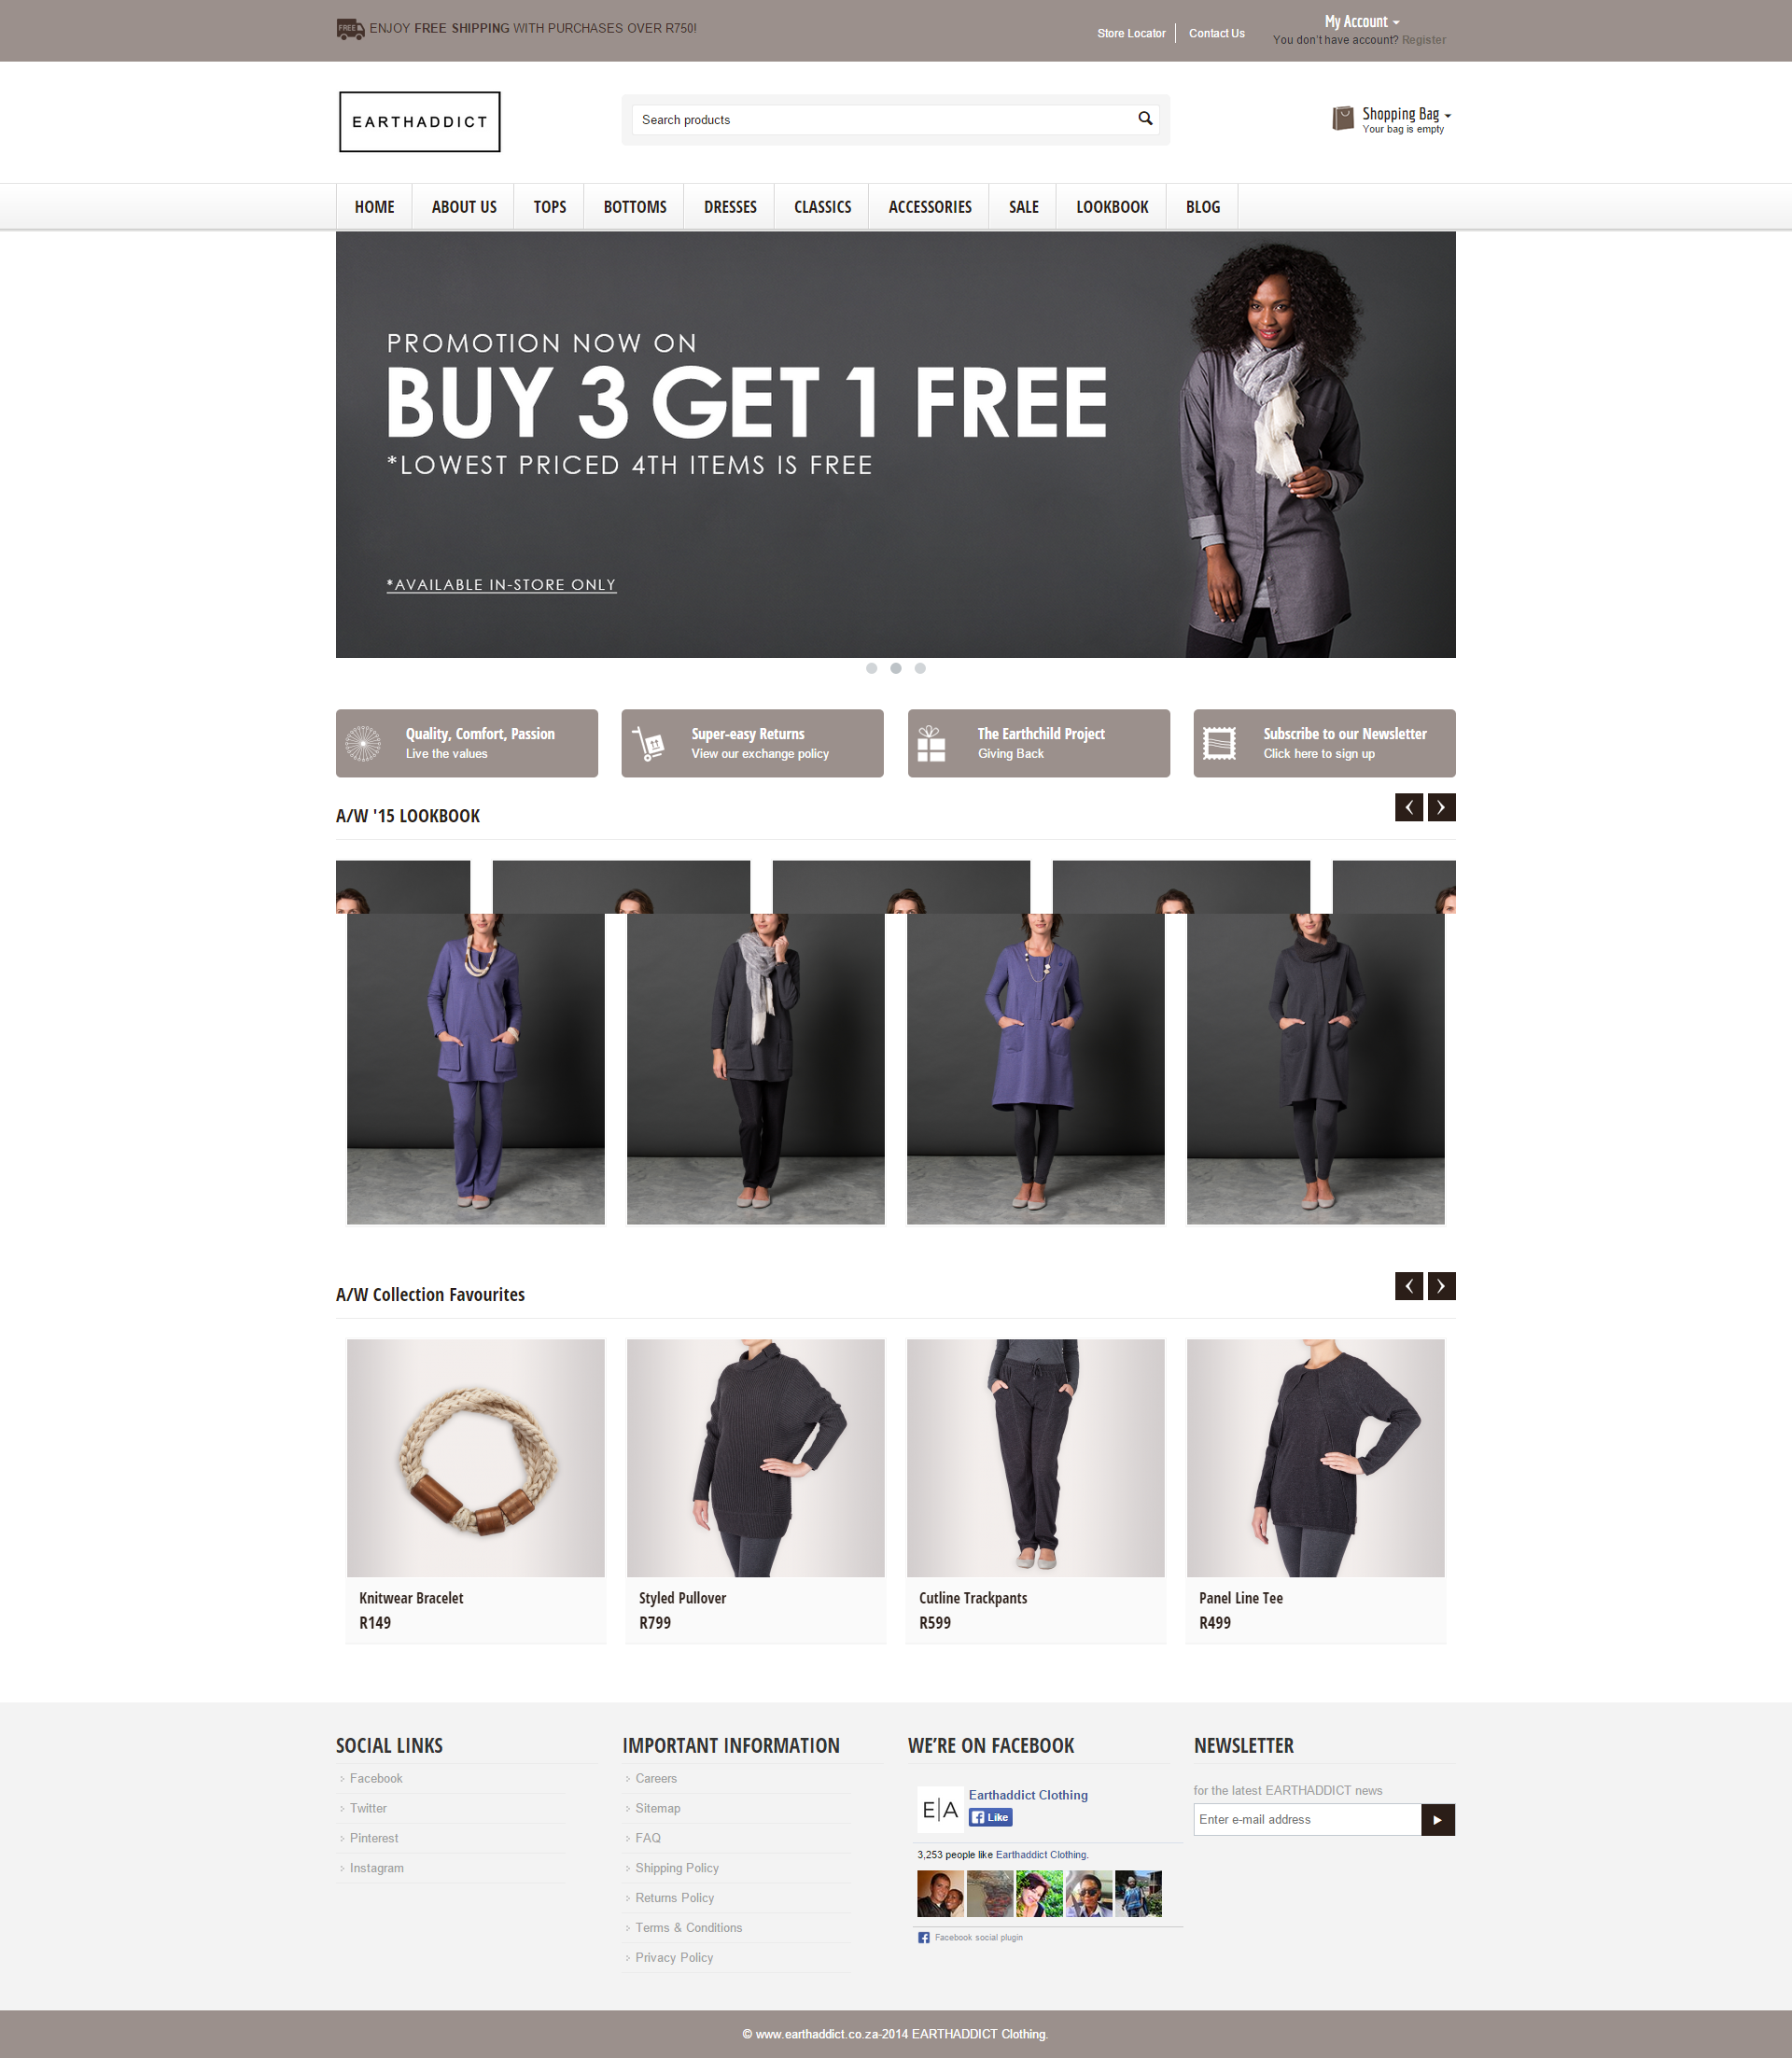 FREE ENJOY FREE SHIPPING WITH PURCHASES OVER R750!
Store Locator
Contact Us
My Account
You don't have account? Register
EARTHADDICT
Search products
Shopping Bag
Your bag is empty
HOME
ABOUT US
TOPS
BOTTOMS
DRESSES
CLASSICS
ACCESSORIES
SALE
LOOKBOOK
BLOG
PROMOTION NOW ON
BUY 3 GET 1 FREE
*LOWEST PRICED 4TH ITEMS IS FREE
*AVAILABLE IN-STORE ONLY
Quality, Comfort, Passion
Live the values
Super-easy Returns
View our exchange policy
The Earthchild Project
Giving Back
Subscribe to our Newsletter
Click here to sign up
A/W '15 LOOKBOOK
A/W Collection Favourites
Knitwear Bracelet
R149
Styled Pullover
R799
Cutline Trackpants
R599
Panel Line Tee
R499
SOCIAL LINKS
Facebook
Twitter
Pinterest
Instagram
IMPORTANT INFORMATION
Careers
Sitemap
FAQ
Shipping Policy
Returns Policy
Terms & Conditions
Privacy Policy
WE'RE ON FACEBOOK
E|A
Earthaddict Clothing
Like
3,253 people like Earthaddict Clothing.
Facebook social plugin
NEWSLETTER
for the latest EARTHADDICT news
Enter e-mail address
© www.earthaddict.co.za-2014 EARTHADDICT Clothing.